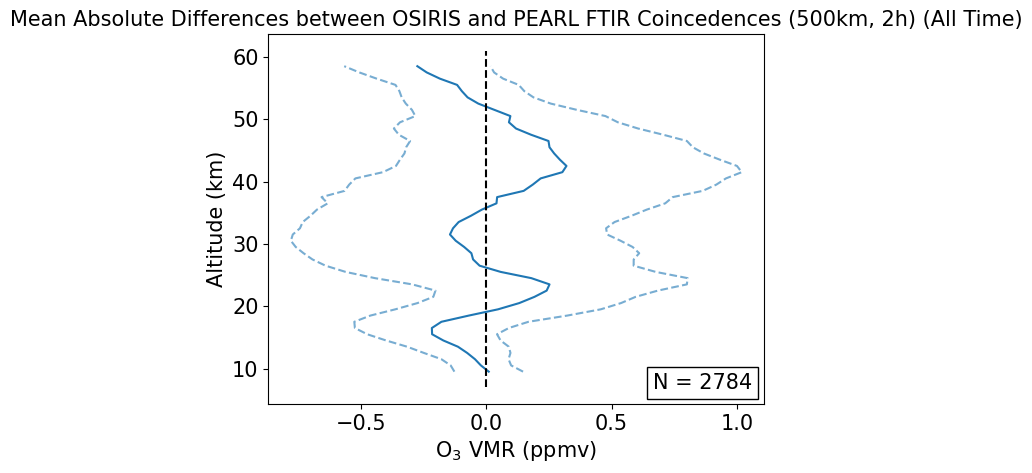 Mean Absolute Differences between OSIRIS and PEARL FTIR Coincedences (500km, 2h) (All Time)
60
50
40
30
20
10
Altitude (km)
N = 2784
−0.5 0.0 0.5 1.0
O₃ VMR (ppmv)